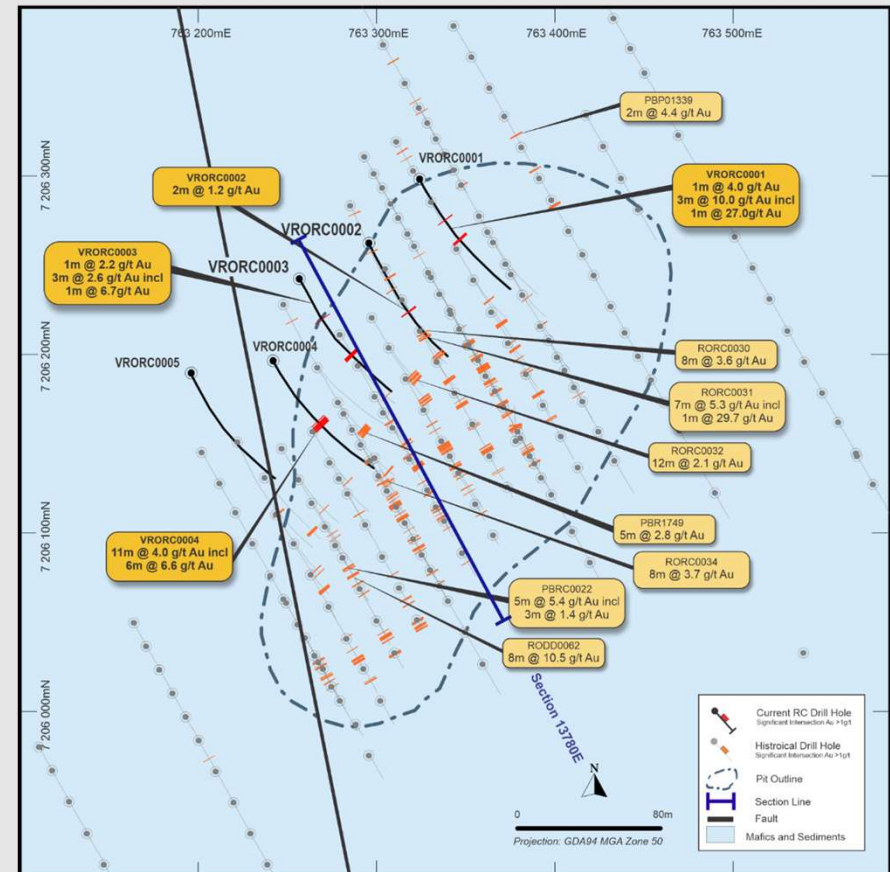 763 200mE
763 300mE
763 400mE
763 500mE
PBP01339
2m @ 4.4 g/t Au
7 206 300mN
VRORC0001
VRORC0002
2m @ 1.2 g/t Au
VRORC0001
1m @ 4.0 g/t Au
3m @ 10.0 g/t Au incl
1m @ 27.0g/t Au
VRORC0002
VRORC0003
1m @ 2.2 g/t Au
3m @ 2.6 g/t Au incl
1m @ 6.7g/t Au
VRORC0003
7 206 200mN
VRORC0004
VRORC0005
RORC0030
8m @ 3.6 g/t Au
RORC0031
7m @ 5.3 g/t Au incl
1m @ 29.7 g/t Au
RORC0032
12m @ 2.1 g/t Au
7 206 100mN
PBR1749
5m @ 2.8 g/t Au
VRORC0004
11m @ 4.0 g/t Au incl
6m @ 6.6 g/t Au
RORC0034
8m @ 3.7 g/t Au
PBRC0022
5m @ 5.4 g/t Au incl
3m @ 1.4 g/t Au
RODD0062
8m @ 10.5 g/t Au
7 206 000mN
Section 13780E
N
0
80m
Projection: GDA94 MGA Zone 50
Current RC Drill Hole
Significant Intersection Au >1g/t
Histroical Drill Hole
Significant Intersection Au >1g/t
Pit Outline
Section Line
Fault
Mafics and Sediments